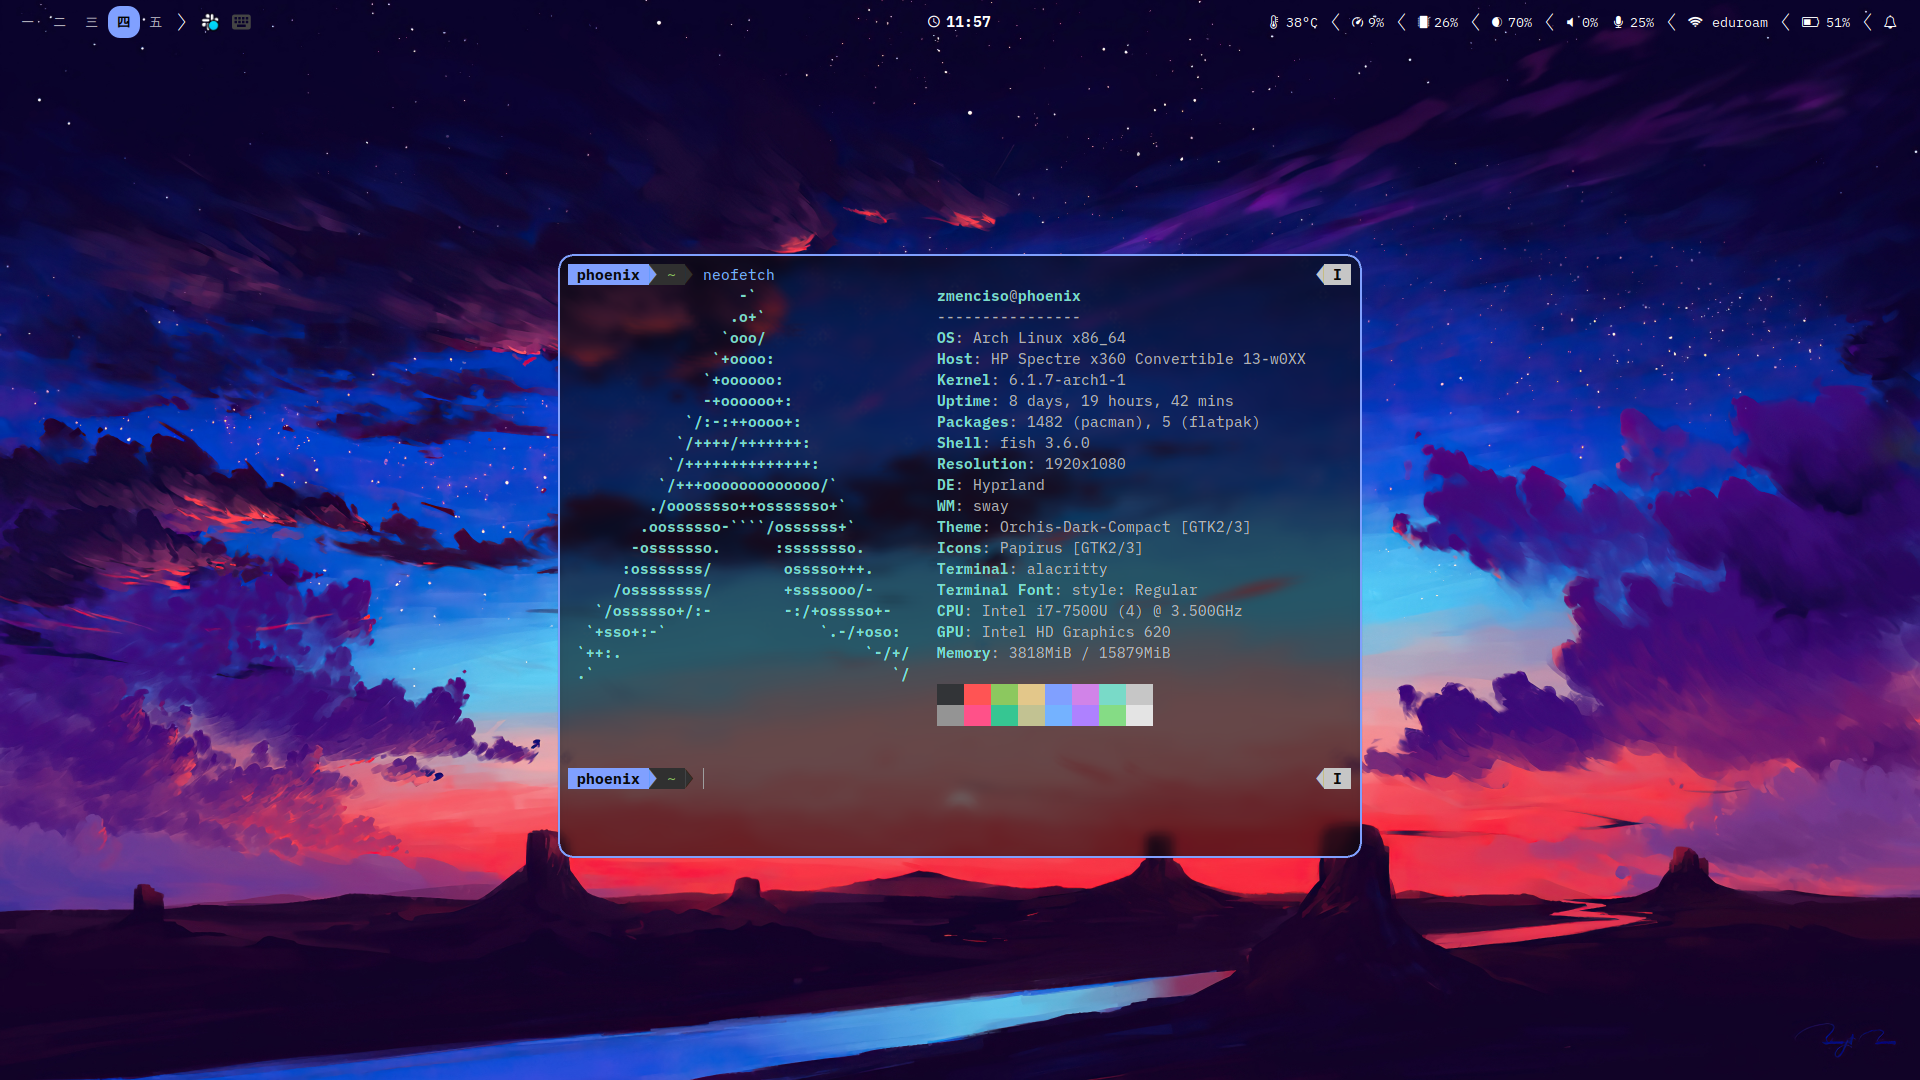 一 二 三 四 五
11:57
38°C 9% 26% 70% 0% 25% eduroam 51%
phoenix ~ neofetch I
-`
.o+`
`ooo/
`+oooo:
`+oooooo:
-+oooooo+:
`/:-:++oooo+:
`/++++/+++++++:
`/++++++++++++++:
`/+++ooooooooooooo/`
./ooosssso++osssssso+`
.oossssso-````/ossssss+`
-osssssso.      :ssssssso.
:osssssss/        osssso+++.
/ossssssss/        +ssssooo/-
`/ossssso+/:-        -:/+osssso+-
`+sso+:-`                 `.-/+oso:
`++:.                           `-/+/
.`                                 `/
zmenciso@phoenix
----------------
OS: Arch Linux x86_64
Host: HP Spectre x360 Convertible 13-w0XX
Kernel: 6.1.7-arch1-1
Uptime: 8 days, 19 hours, 42 mins
Packages: 1482 (pacman), 5 (flatpak)
Shell: fish 3.6.0
Resolution: 1920x1080
DE: Hyprland
WM: sway
Theme: Orchis-Dark-Compact [GTK2/3]
Icons: Papirus [GTK2/3]
Terminal: alacritty
Terminal Font: style: Regular
CPU: Intel i7-7500U (4) @ 3.500GHz
GPU: Intel HD Graphics 620
Memory: 3818MiB / 15879MiB
phoenix ~ I